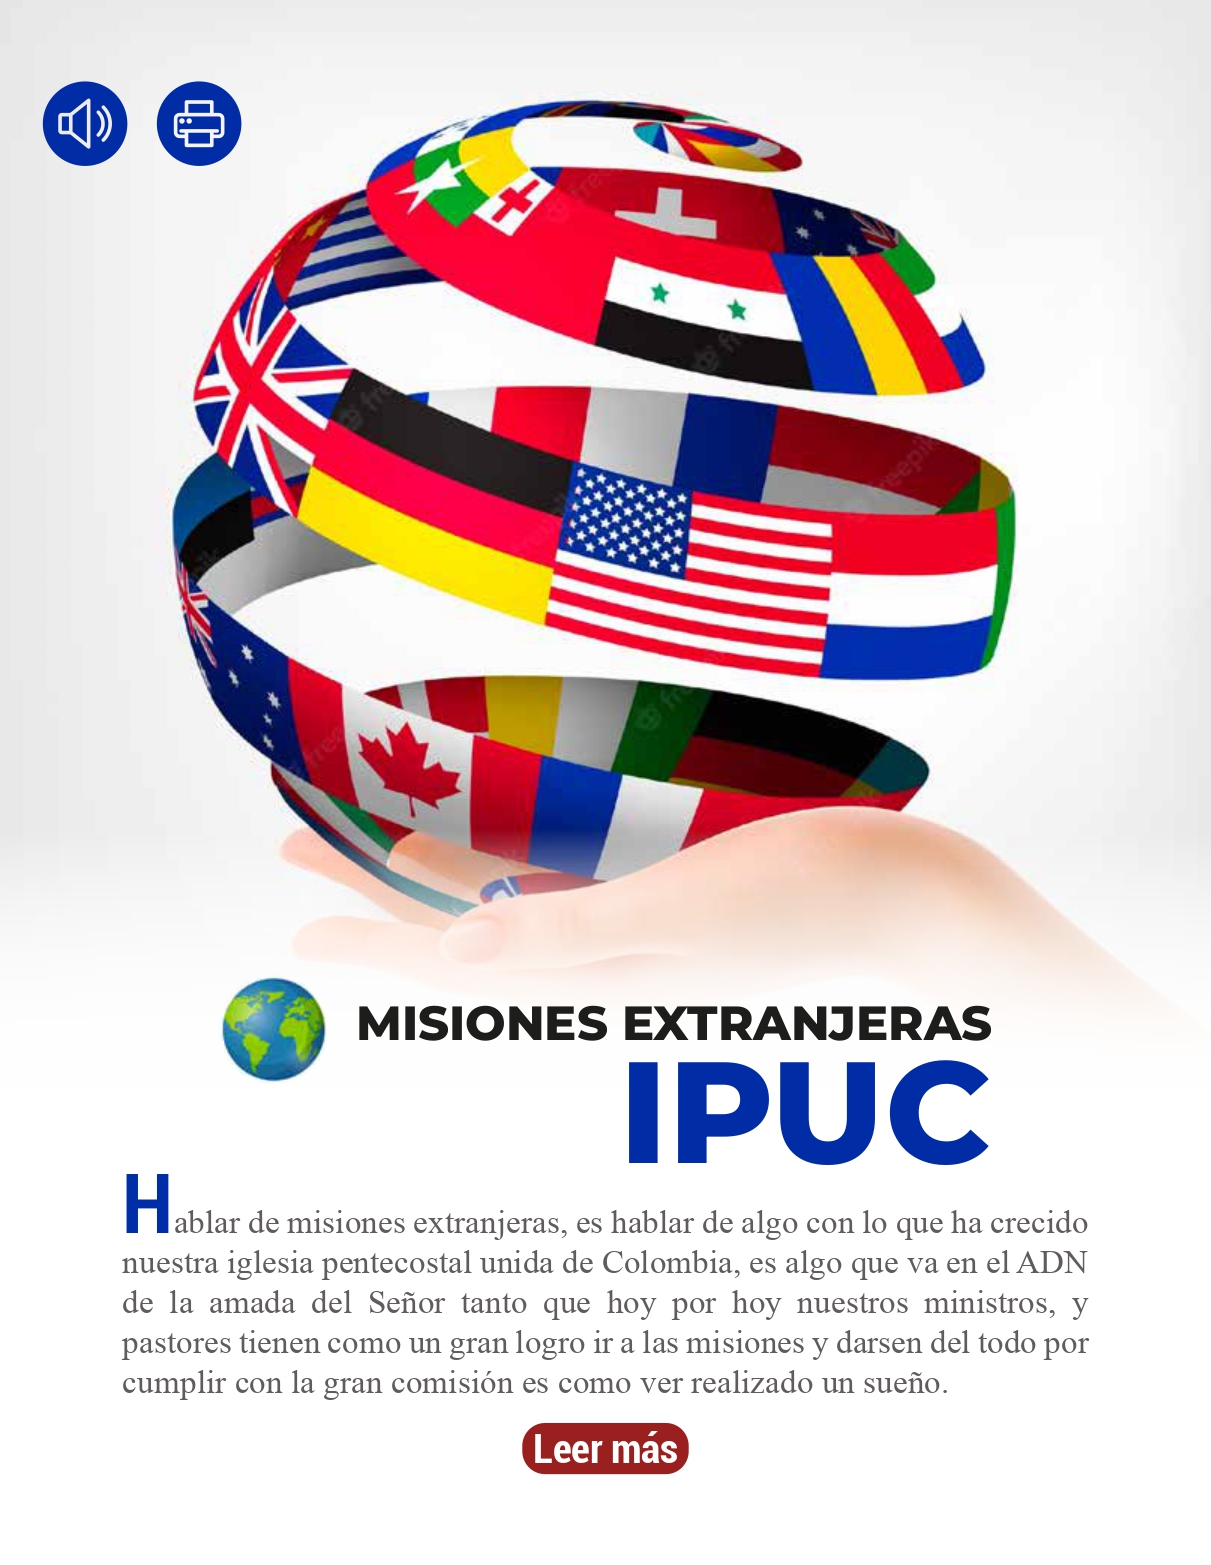 MISIONES EXTRANJERAS
IPUC
Hablar de misiones extranjeras, es hablar de algo con lo que ha crecido
nuestra iglesia pentecostal unida de Colombia, es algo que va en el ADN
de la amada del Señor tanto que hoy por hoy nuestros ministros, y
pastores tienen como un gran logro ir a las misiones y darsen del todo por
cumplir con la gran comisión es como ver realizado un sueño.
Leer más